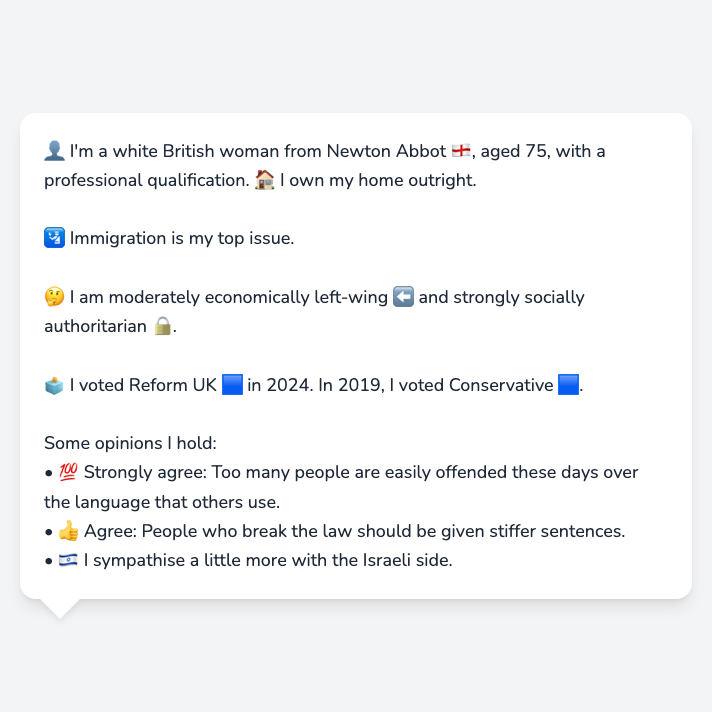 👤 I'm a white British woman from Newton Abbot 🏴󠁧󠁢󠁥󠁮󠁧󠁿, aged 75, with a
professional qualification. 🏠 I own my home outright.
🛂 Immigration is my top issue.
🤔 I am moderately economically left-wing ⬅️ and strongly socially
authoritarian 🔒.
🗳️ I voted Reform UK 🟦 in 2024. In 2019, I voted Conservative 🟦.
Some opinions I hold:
• 💯 Strongly agree: Too many people are easily offended these days over
the language that others use.
• 👍 Agree: People who break the law should be given stiffer sentences.
• 🇮🇱 I sympathise a little more with the Israeli side.